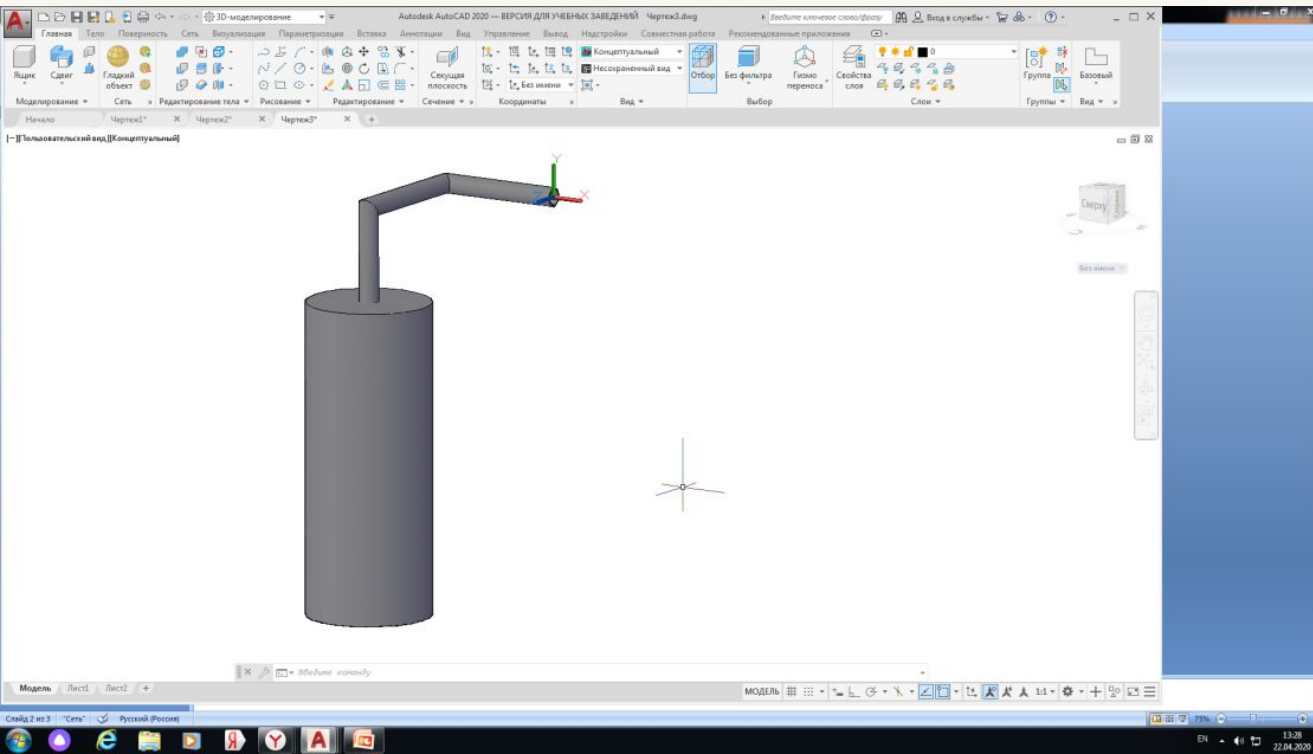 3D-моделирование Autodesk AutoCAD 2020 — ВЕРСИЯ ДЛЯ УЧЕБНЫХ ЗАВЕДЕНИЙ Чертеж3.dwg Введите ключевое слово/фразу Вход в службы
Главная Тело Поверхность Сеть Визуализация Параметризация Вставка Аннотации Вид Управление Вывод Надстройки Совместная работа Рекомендованные приложения
Концептуальный 0
Ящик Сдвиг Гладкий объект Секущая плоскость Несохраненный вид Отбор Без фильтра Гизмо переноса Свойства слоя Группа Базовый
Без имени
Моделирование Сеть Редактирование тела Рисование Редактирование Сечение Координаты Вид Выбор Слои Группы Вид
Начало Чертеж1* Чертеж2* Чертеж3*
[−][Пользовательский вид][Концептуальный]
Y
Z X
Сверху
Без имени
Введите команду
Модель Лист1 Лист2 + МОДЕЛЬ 1:1
Слайд 2 из 3 "Сеть" Русский (Россия) 73%
EN 13:28
22.04.2020